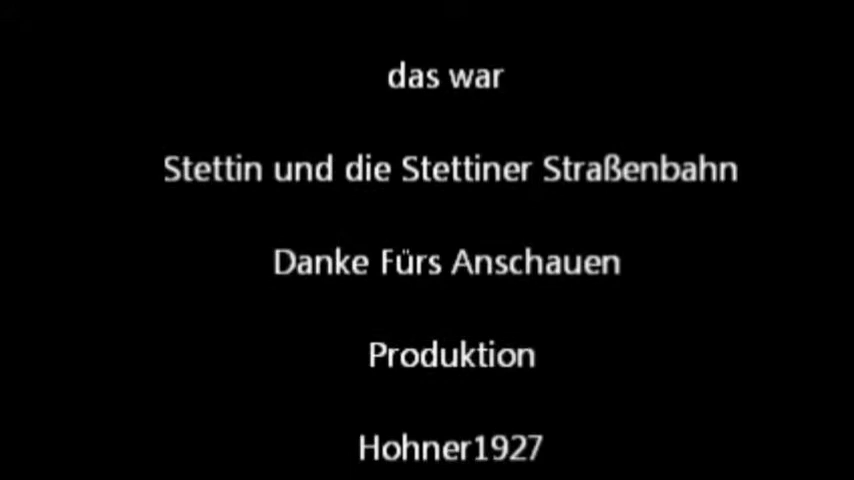 das war
Stettin und die Stettiner Straßenbahn
Danke Fürs Anschauen
Produktion
Hohner1927